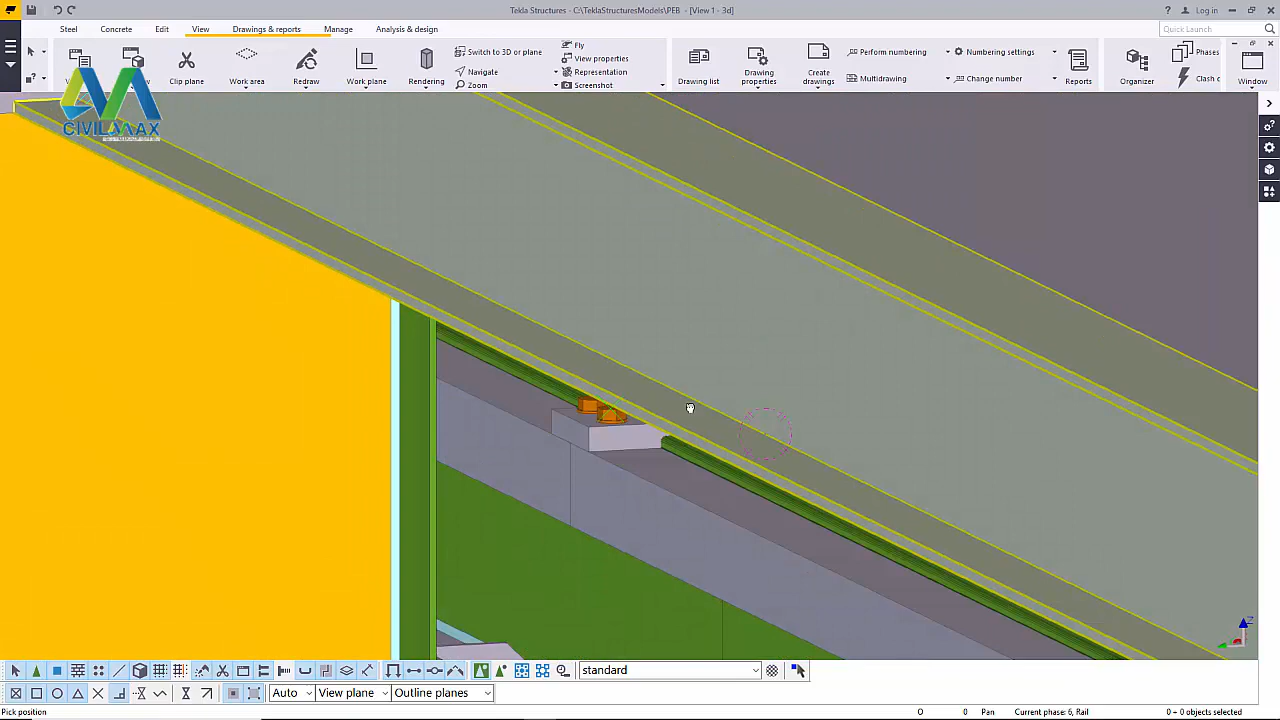 Tekla Structures - C:\TeklaStructuresModels\PEB - [View 1 - 3d]
Log in
Steel
Concrete
Edit
View
Drawings & reports
Manage
Analysis & design
Quick Launch
Clip plane
Work area
Redraw
Work plane
Rendering
Switch to 3D or plane
Navigate
Zoom
Fly
View properties
Representation
Screenshot
Drawing list
Drawing properties
Create drawings
Perform numbering
Multidrawing
Numbering settings
Change number
Reports
Organizer
Phases
Clash c
Window
CIVILMAX
Z
standard
Auto
View plane
Outline planes
Pick position
O
0
Pan
Current phase: 6, Rail
0 + 0 objects selected